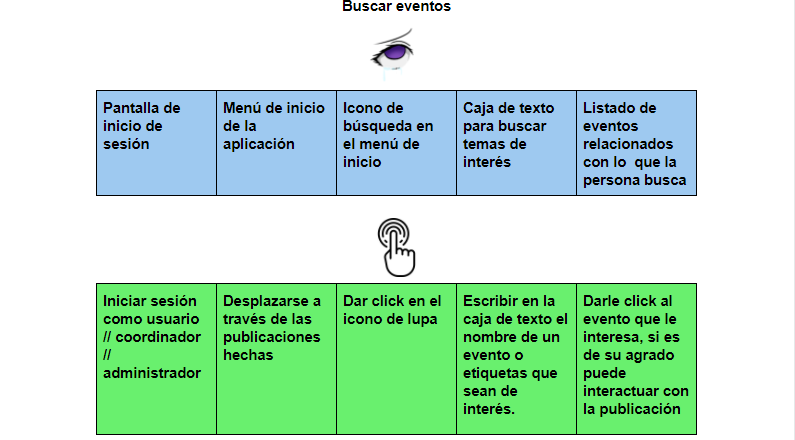 Buscar eventos
Pantalla de
inicio de
sesión
Menú de inicio
de la
aplicación
Icono de
búsqueda en
el menú de
inicio
Caja de texto
para buscar
temas de
interés
Listado de
eventos
relacionados
con lo  que la
persona busca
Iniciar sesión
como usuario
// coordinador
//
administrador
Desplazarse a
través de las
publicaciones
hechas
Dar click en el
icono de lupa
Escribir en la
caja de texto el
nombre de un
evento o
etiquetas que
sean de
interés.
Darle click al
evento que le
interesa, si es
de su agrado
puede
interactuar con
la publicación